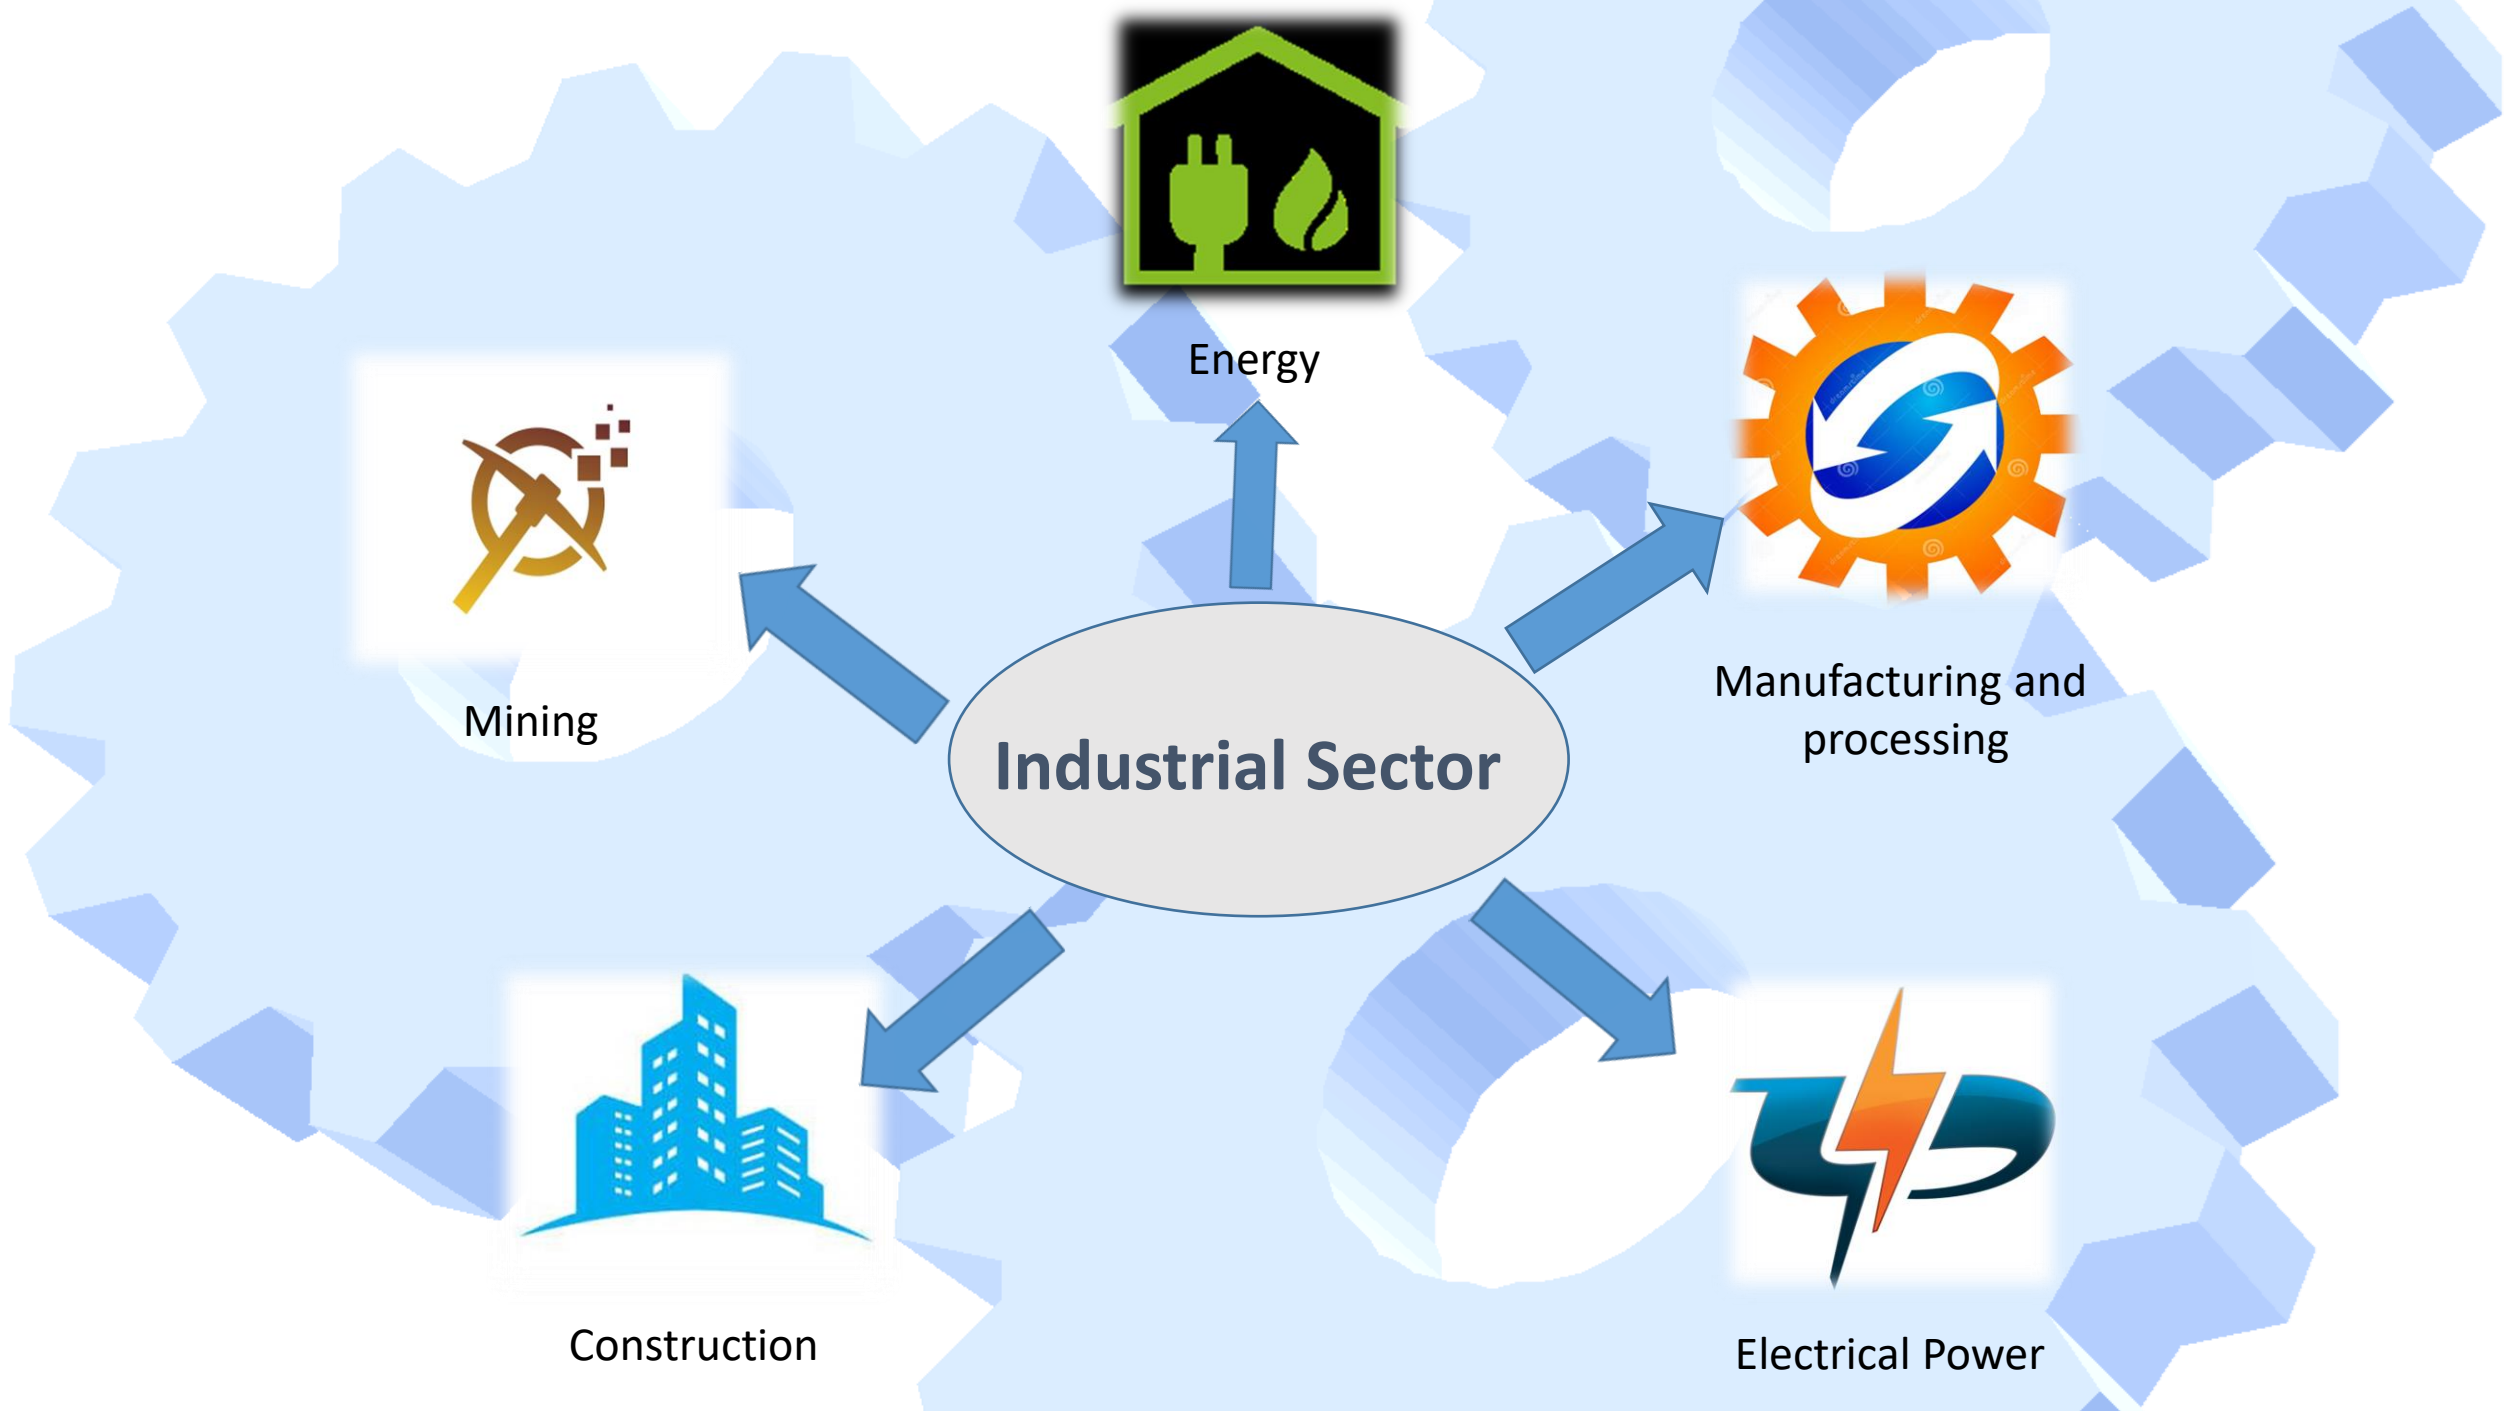 Energy
Mining
Manufacturing and
processing
Industrial Sector
Construction
Electrical Power